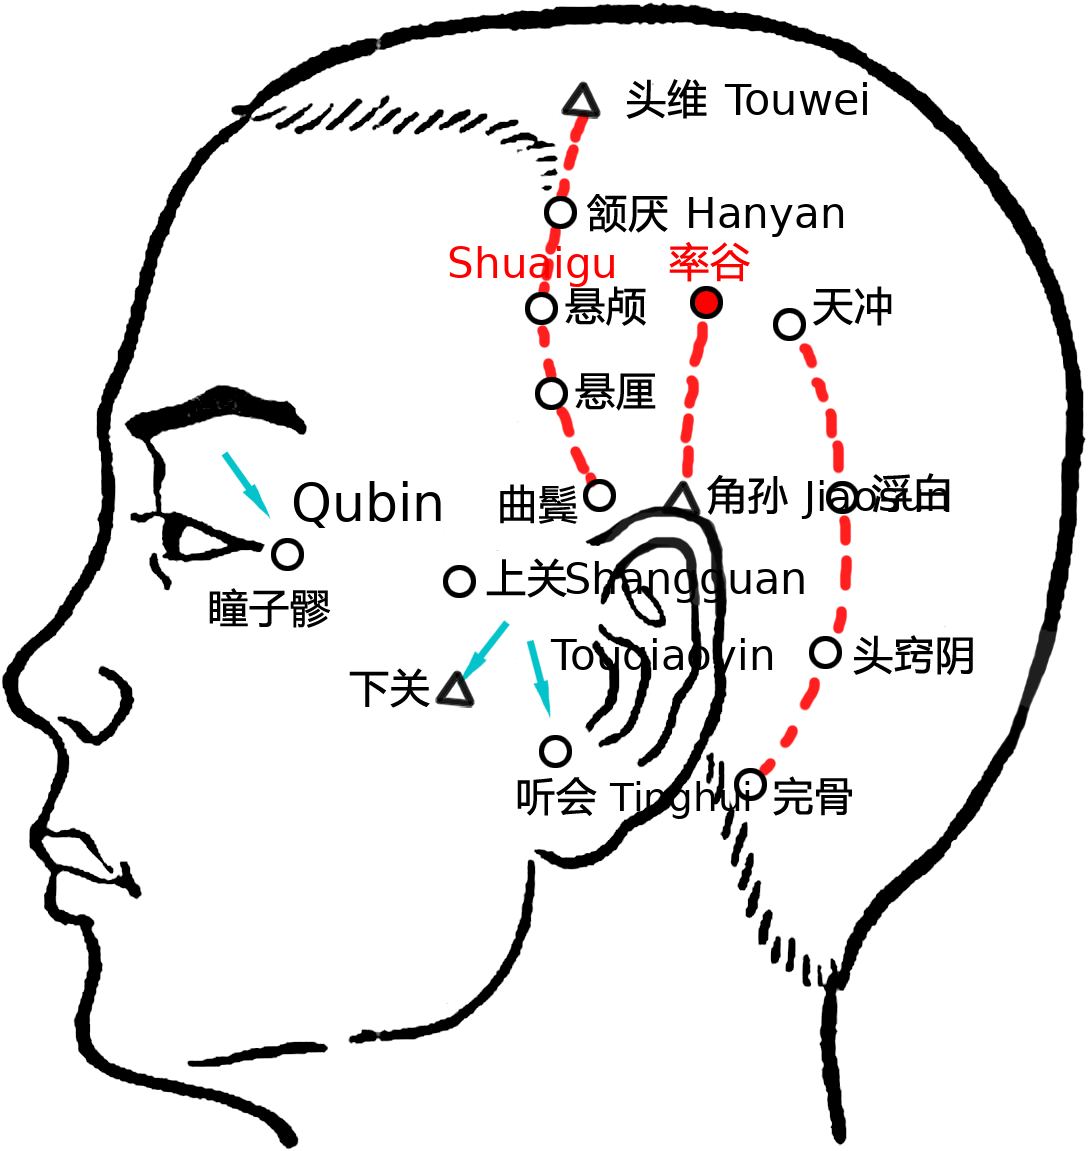 头维 Touwei
颔厌 Hanyan
Shuaigu 率谷
悬颅
天冲
悬厘
Qubin
曲鬓
角孙 Jiaosun
浮白
瞳子髎
上关Shangguan
Touqiaoyin
头窍阴
下关
听会 Tinghui
完骨